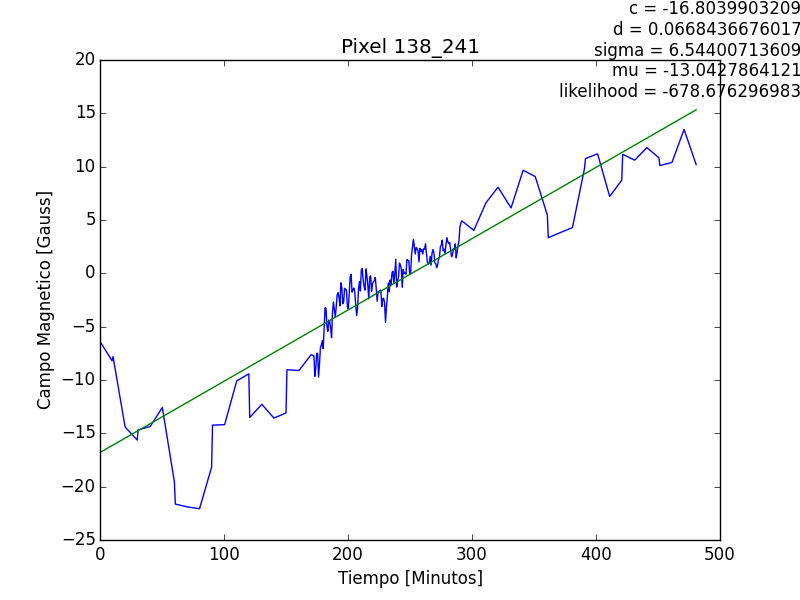 c = -16.8039903209
d = 0.0668436676017
sigma = 6.54400713609
mu = -13.0427864121
likelihood = -678.676296983
Pixel 138_241
Campo Magnetico [Gauss]
20
15
10
5
0
−5
−10
−15
−20
−25
0 100 200 300 400 500
Tiempo [Minutos]